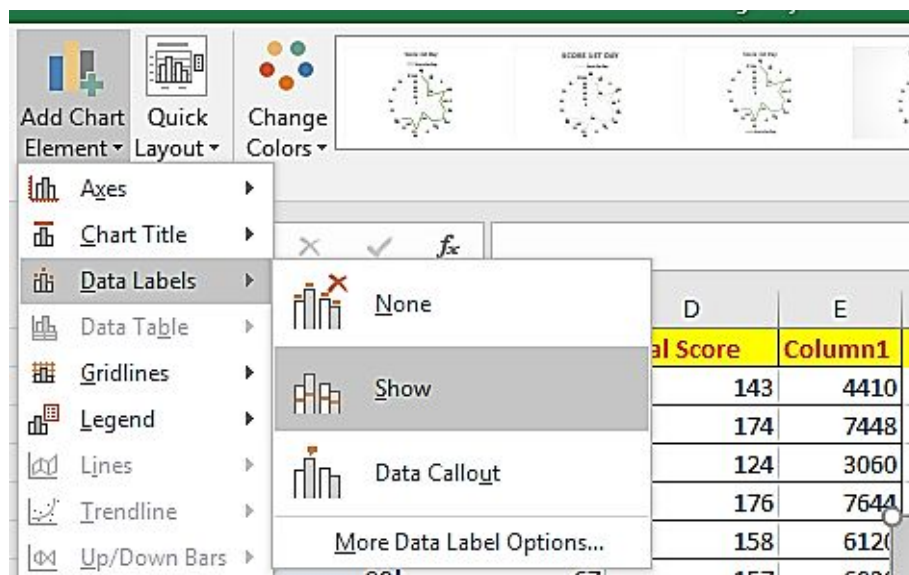 Add Chart Element
Quick Layout
Change Colors
SCORE 1ST DAY
Axes
Chart Title
Data Labels
Data Table
Gridlines
Legend
Lines
Trendline
Up/Down Bars
fx
None
Show
Data Callout
More Data Label Options...
D E
al Score Column1
143 4410
174 7448
124 3060
176 7644
158 612
67